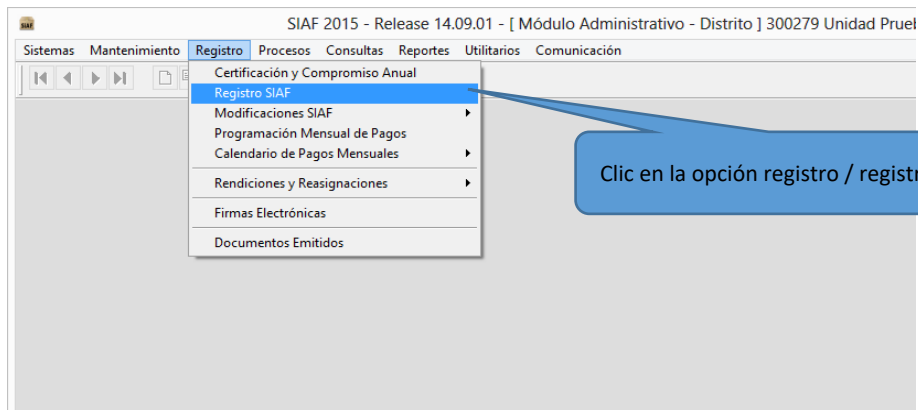 SIAF 2015 - Release 14.09.01 - [ Módulo Administrativo - Distrito ] 300279 Unidad Prueb
Sistemas Mantenimiento Registro Procesos Consultas Reportes Utilitarios Comunicación
Certificación y Compromiso Anual
Registro SIAF
Modificaciones SIAF
Programación Mensual de Pagos
Calendario de Pagos Mensuales
Rendiciones y Reasignaciones
Firmas Electrónicas
Documentos Emitidos
Clic en la opción registro / registr